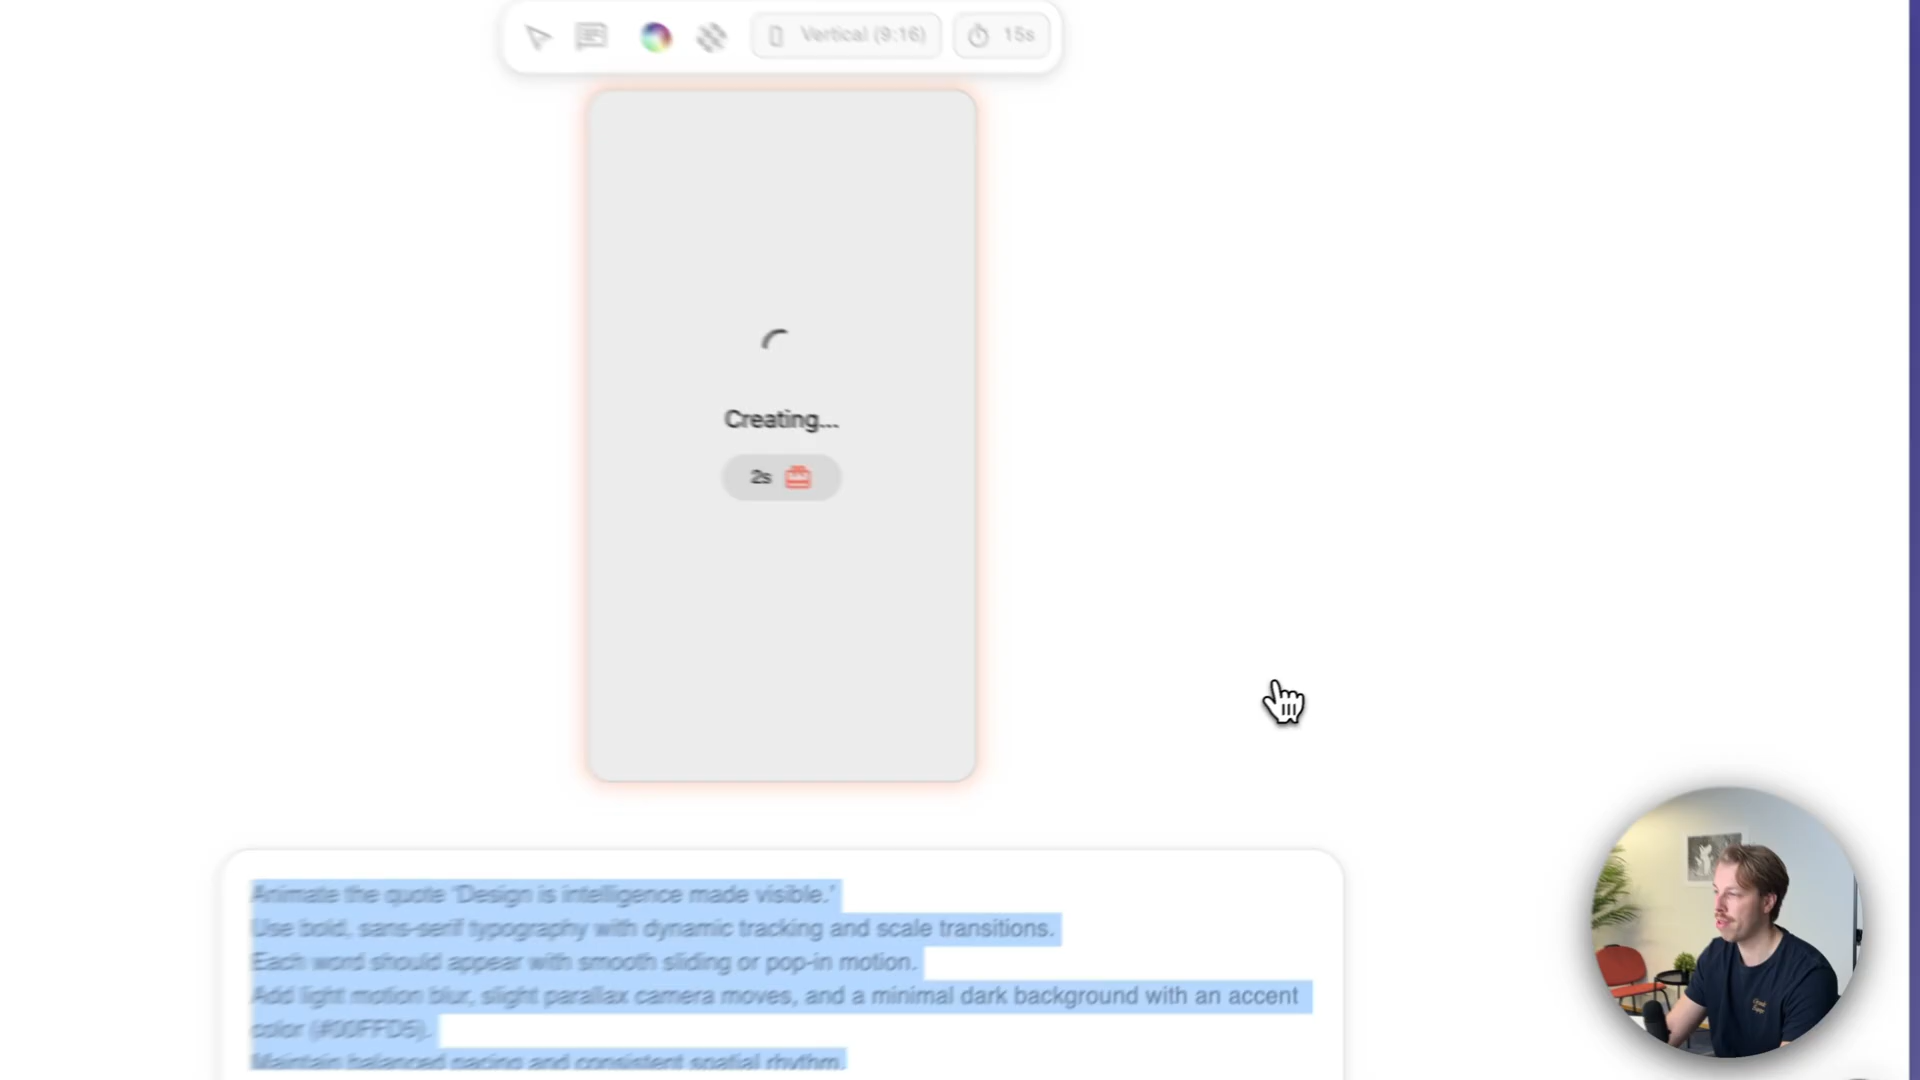 Vertical (9:16)
15s
Creating...
2s
Animate the quote 'Design is intelligence made visible.'
Use bold, sans-serif typography with dynamic tracking and scale transitions.
Each word should appear with smooth sliding or pop-in motion.
Add light motion blur, slight parallax camera moves, and a minimal dark background with an accent
color (#00FFD5).
Maintain balanced pacing and consistent spatial rhythm.